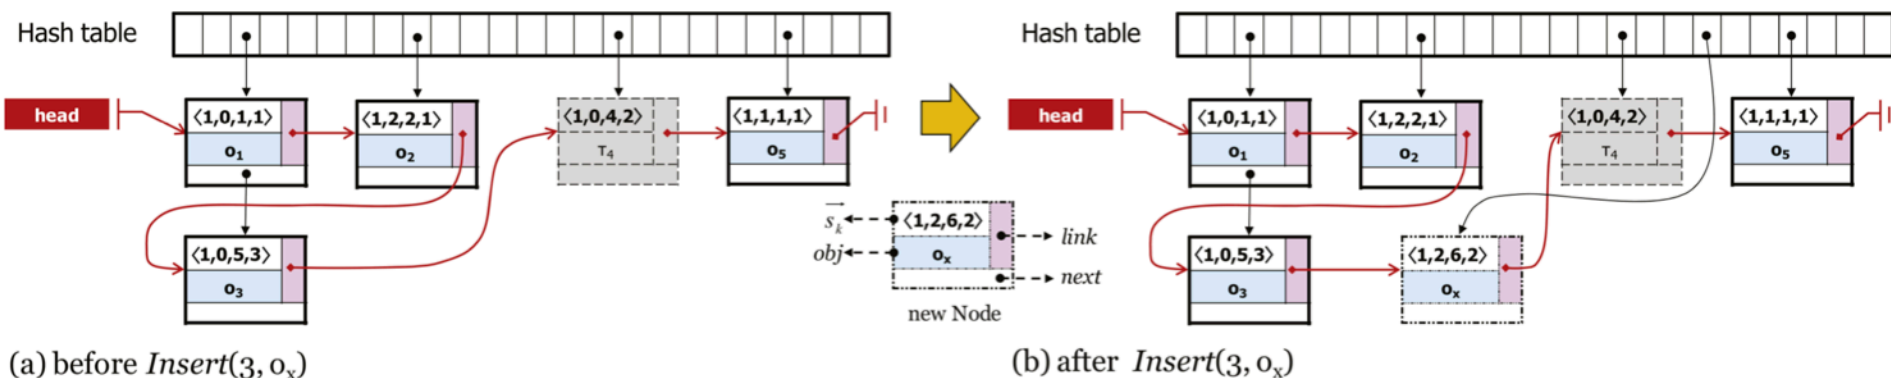 Hash table
head
⟨1,0,1,1⟩
o₁
⟨1,2,2,1⟩
o₂
⟨1,0,4,2⟩
T₄
⟨1,1,1,1⟩
o₅
⟨1,0,5,3⟩
o₃
(a) before Insert(3, oₓ)
s⃗ₖ
⟨1,2,6,2⟩
link
obj
oₓ
next
new Node
Hash table
head
⟨1,0,1,1⟩
o₁
⟨1,2,2,1⟩
o₂
⟨1,0,4,2⟩
T₄
⟨1,1,1,1⟩
o₅
⟨1,0,5,3⟩
o₃
⟨1,2,6,2⟩
oₓ
(b) after Insert(3, oₓ)